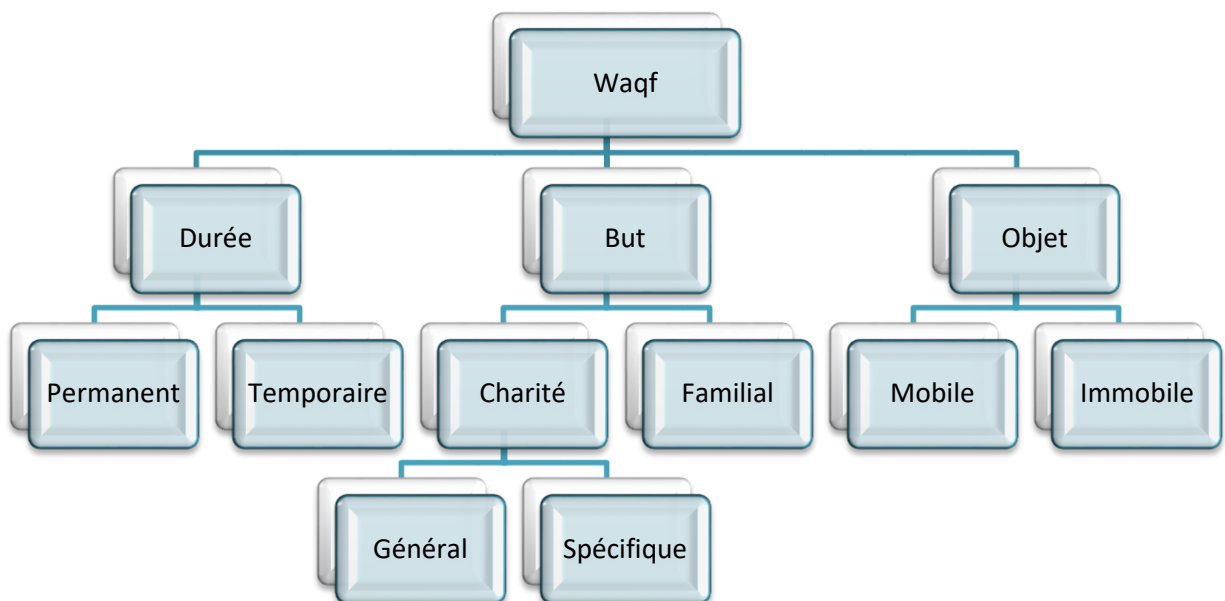 Waqf
Durée
But
Objet
Permanent
Temporaire
Charité
Familial
Mobile
Immobile
Général
Spécifique